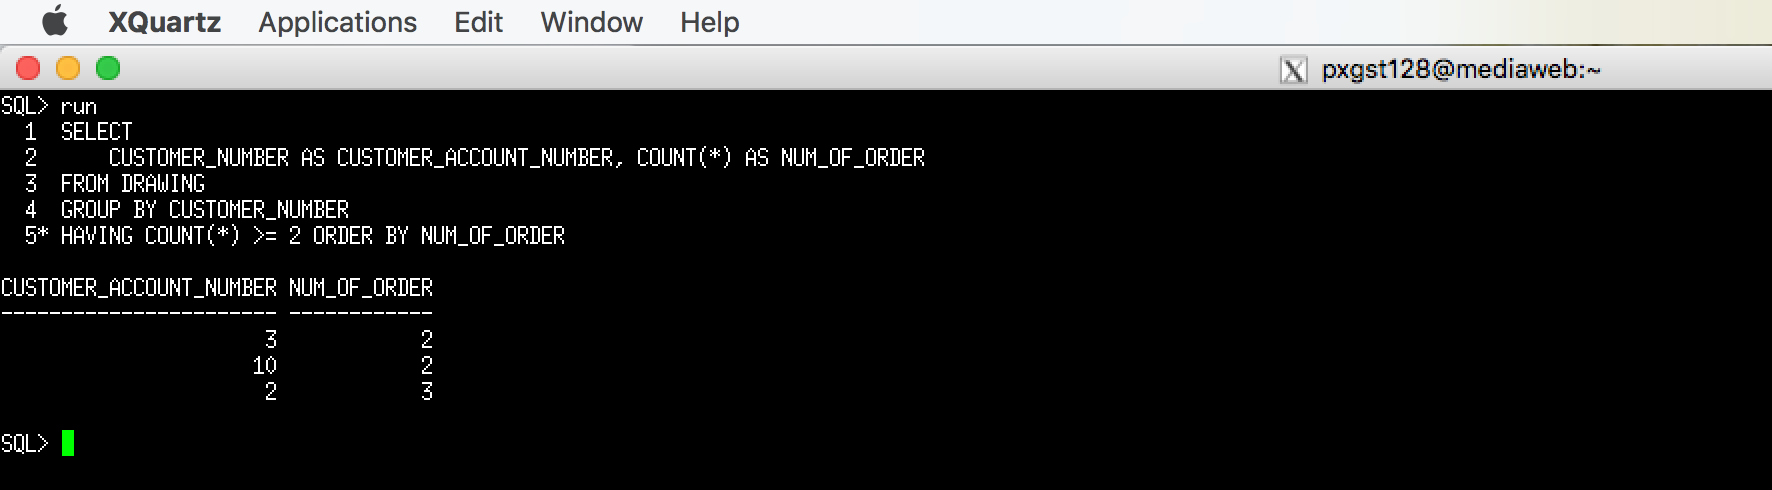 XQuartz Applications Edit Window Help
pxgst128@mediaweb:~
SQL> run
1 SELECT
2 CUSTOMER_NUMBER AS CUSTOMER_ACCOUNT_NUMBER, COUNT(*) AS NUM_OF_ORDER
3 FROM DRAWING
4 GROUP BY CUSTOMER_NUMBER
5* HAVING COUNT(*) >= 2 ORDER BY NUM_OF_ORDER
CUSTOMER_ACCOUNT_NUMBER NUM_OF_ORDER
----------------------- ------------
3 2
10 2
2 3
SQL>